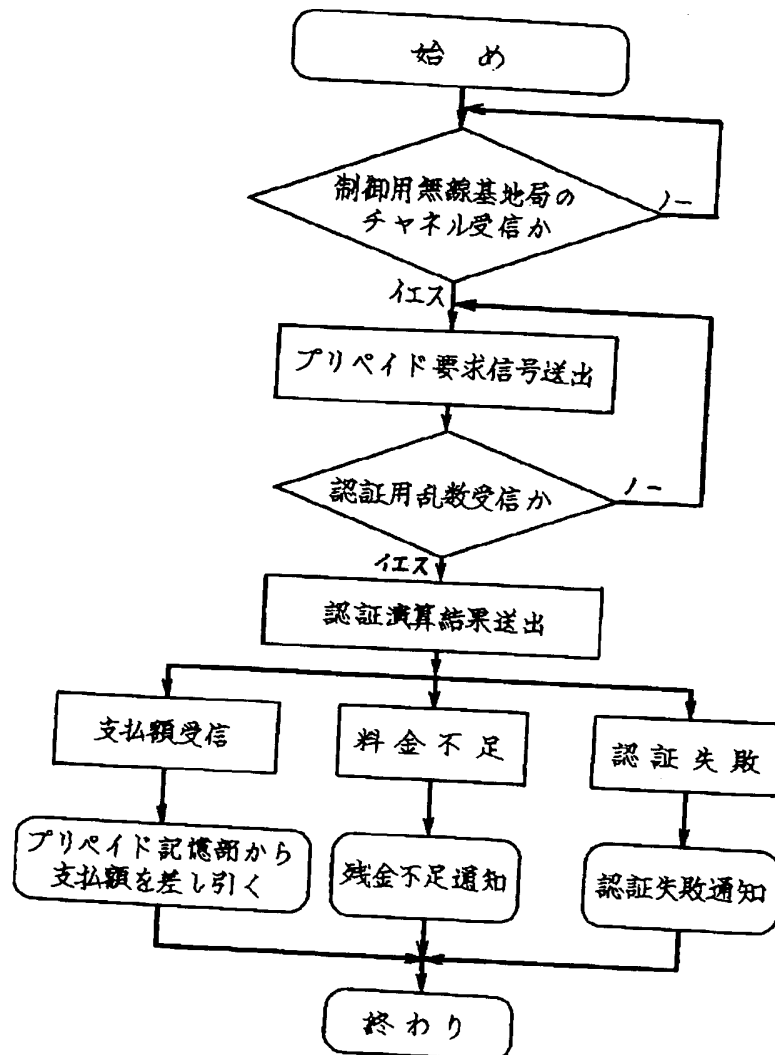 始め
制御用無線基地局の
チャネル受信か
ノー
イエス
プリペイド要求信号送出
認証用乱数受信か
ノー
イエス
認証演算結果送出
支払額受信
料金不足
認証失敗
プリペイド記憶部から
支払額を差し引く
残金不足通知
認証失敗通知
終わり